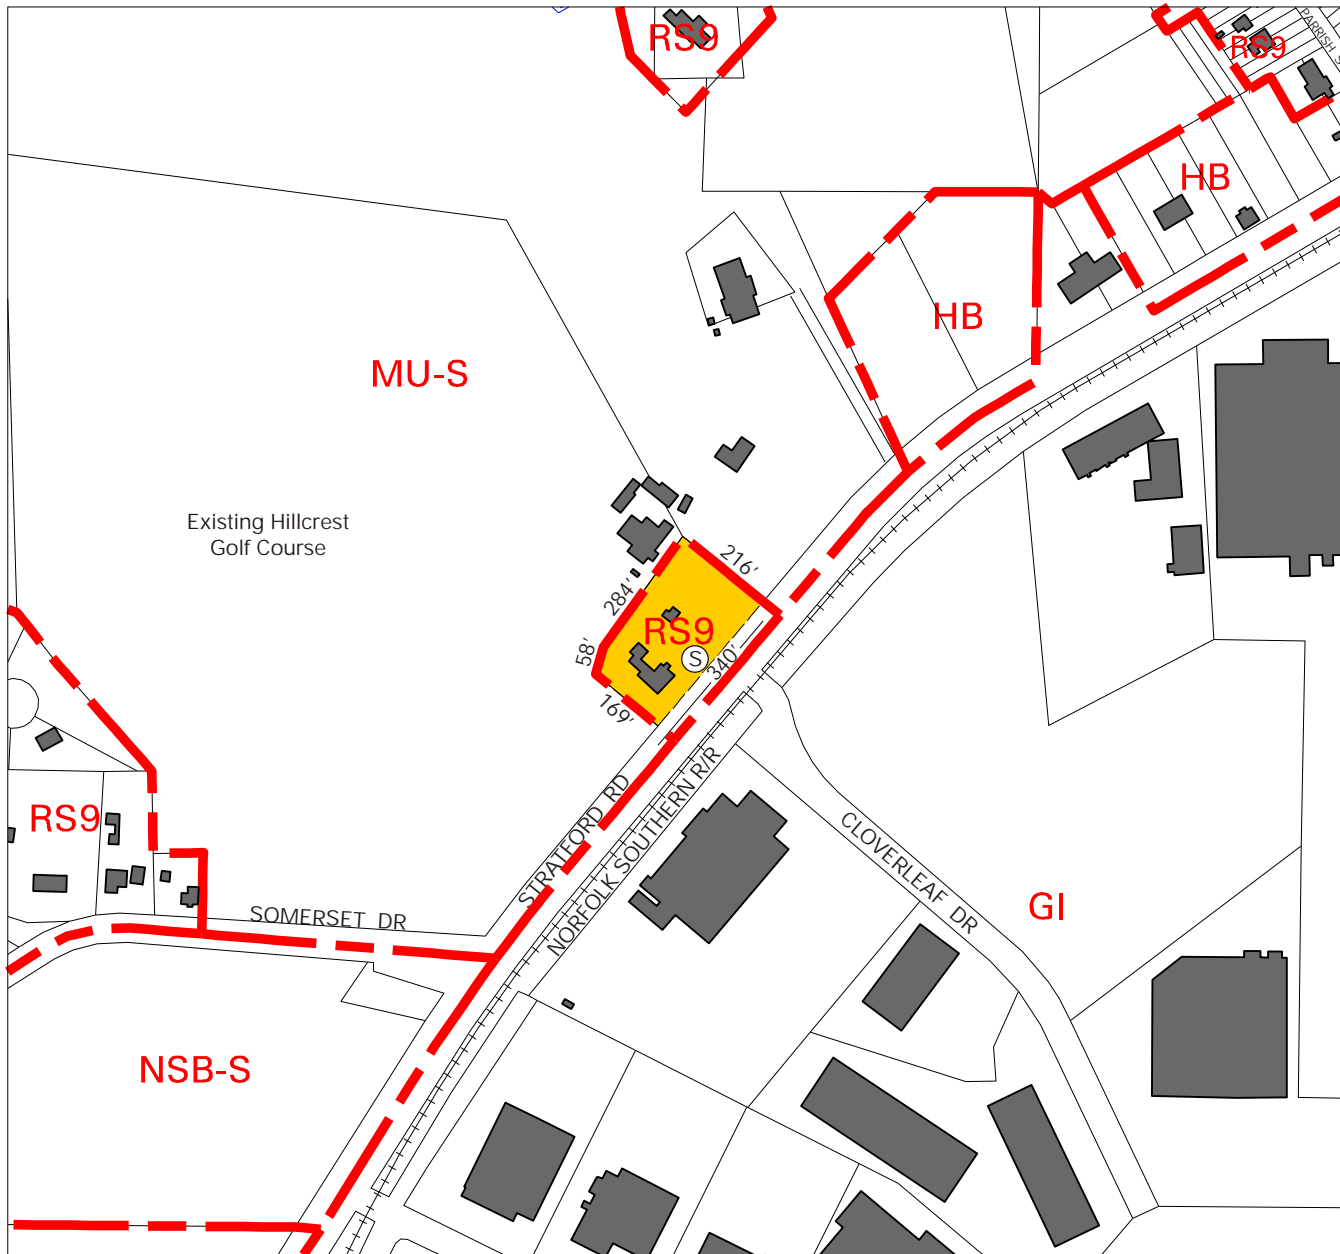 RS9
PARRISH S
RS9
HB
HB
MU-S
Existing Hillcrest
Golf Course
216'
284'
RS9
58'
S
340'
169'
STRATFORD RD
NORFOLK SOUTHERN R/R
RS9
CLOVERLEAF DR
SOMERSET DR
GI
NSB-S